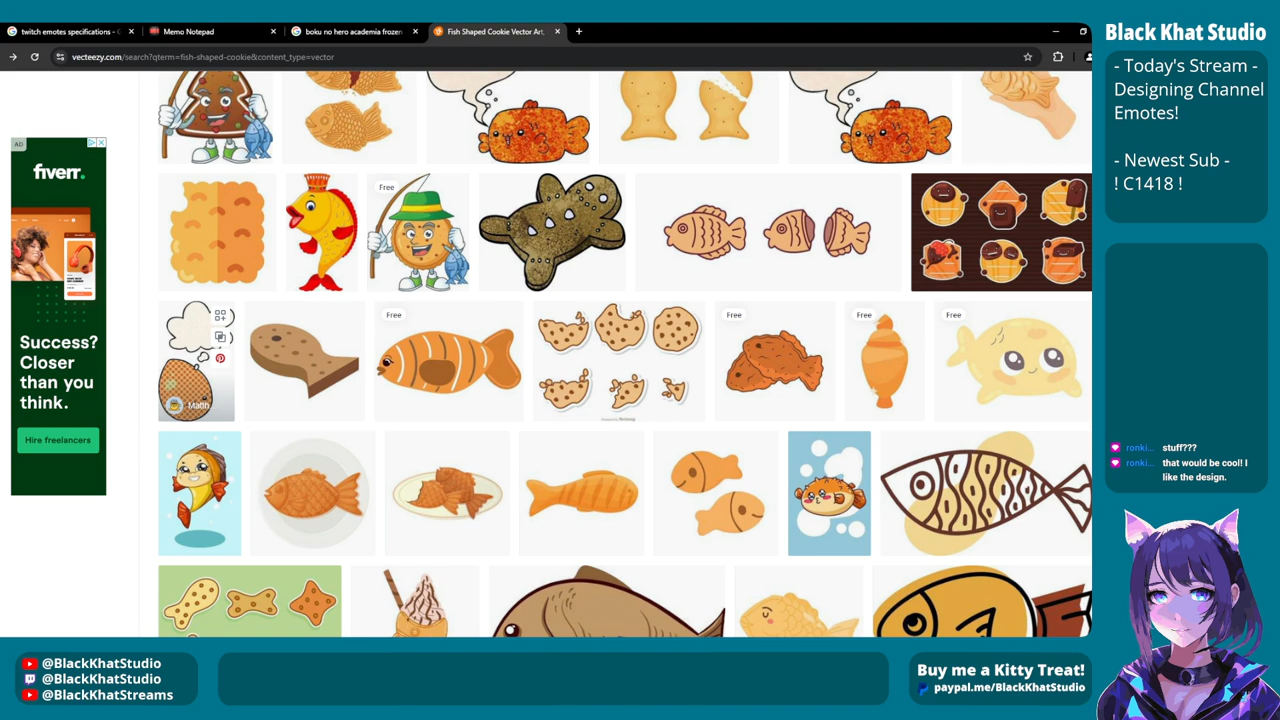 twitch emotes specifications - G
Memo Notepad
boku no hero academia frozen
Fish Shaped Cookie Vector Art,
vecteezy.com/search?qterm=fish-shaped-cookie&content_type=vector
Black Khat Studio
- Today's Stream -
Designing Channel
Emotes!
- Newest Sub -
! C1418 !
AD
fiverr.
Success?
Closer
than you
think.
Hire freelancers
Free
Free
Free
Free
Free
ronki... stuff???
ronki... that would be cool! I
like the design.
@BlackKhatStudio
@BlackKhatStudio
@BlackKhatStreams
Buy me a Kitty Treat!
paypal.me/BlackKhatStudio